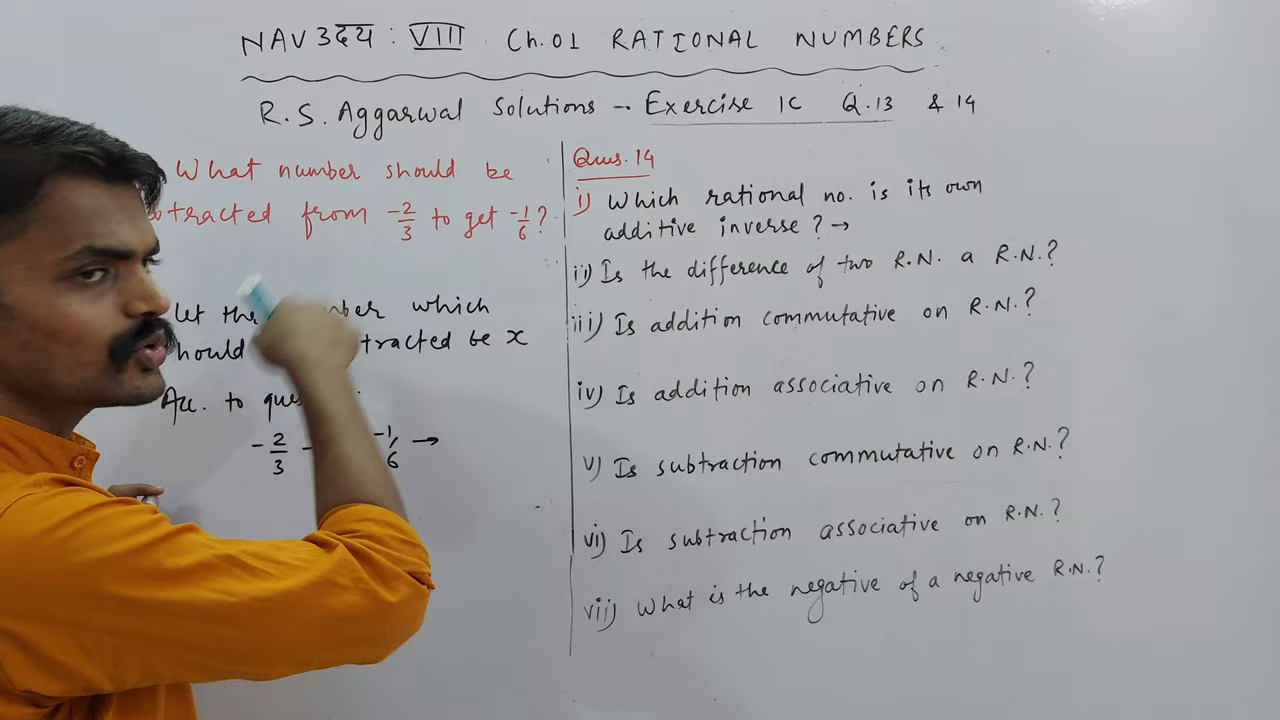 NAV उदय : VIII Ch.01 RATIONAL NUMBERS
R.S. Aggarwal Solutions -- Exercise 1C Q.13 & 14
What number should be
tracted from -2/3 to get -1/6?
Let the which
be x
Acc. to
-2/3 - -1/6 →
Ques. 14
i) Which rational no. is its own
additive inverse? →
ii) Is the difference of two R.N. a R.N.?
iii) Is addition commutative on R.N.?
iv) Is addition associative on R.N.?
v) Is subtraction commutative on R.N.?
vi) Is subtraction associative on R.N.?
vii) What is the negative of a negative R.N.?